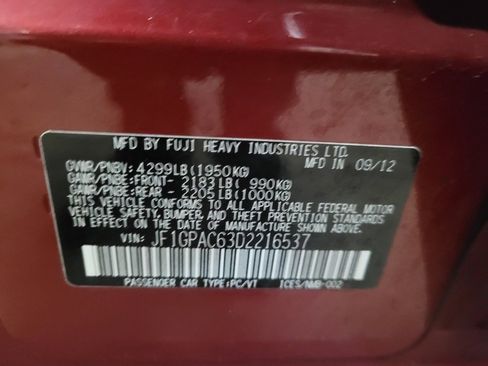 MFD BY FUJI HEAVY INDUSTRIES LTD.
MFD IN 09/12
GVWR/PNBV: 4299LB(1950KG)
GAWR/PNBE:FRONT- 2183LB( 990KG)
GAWR/PNBE:REAR - 2205LB(1000KG)
THIS VEHICLE CONFORMS TO ALL APPLICABLE FEDERAL MOTOR
VEHICLE SAFETY, BUMPER, AND THEFT PREVENTION STANDARDS
IN EFFECT ON THE DATE OF MANUFACTURE SHOWN ABOVE.
VIN: JF1GPAC63D2216537
PASSENGER CAR TYPE:PC/VT ICES/NMB-002